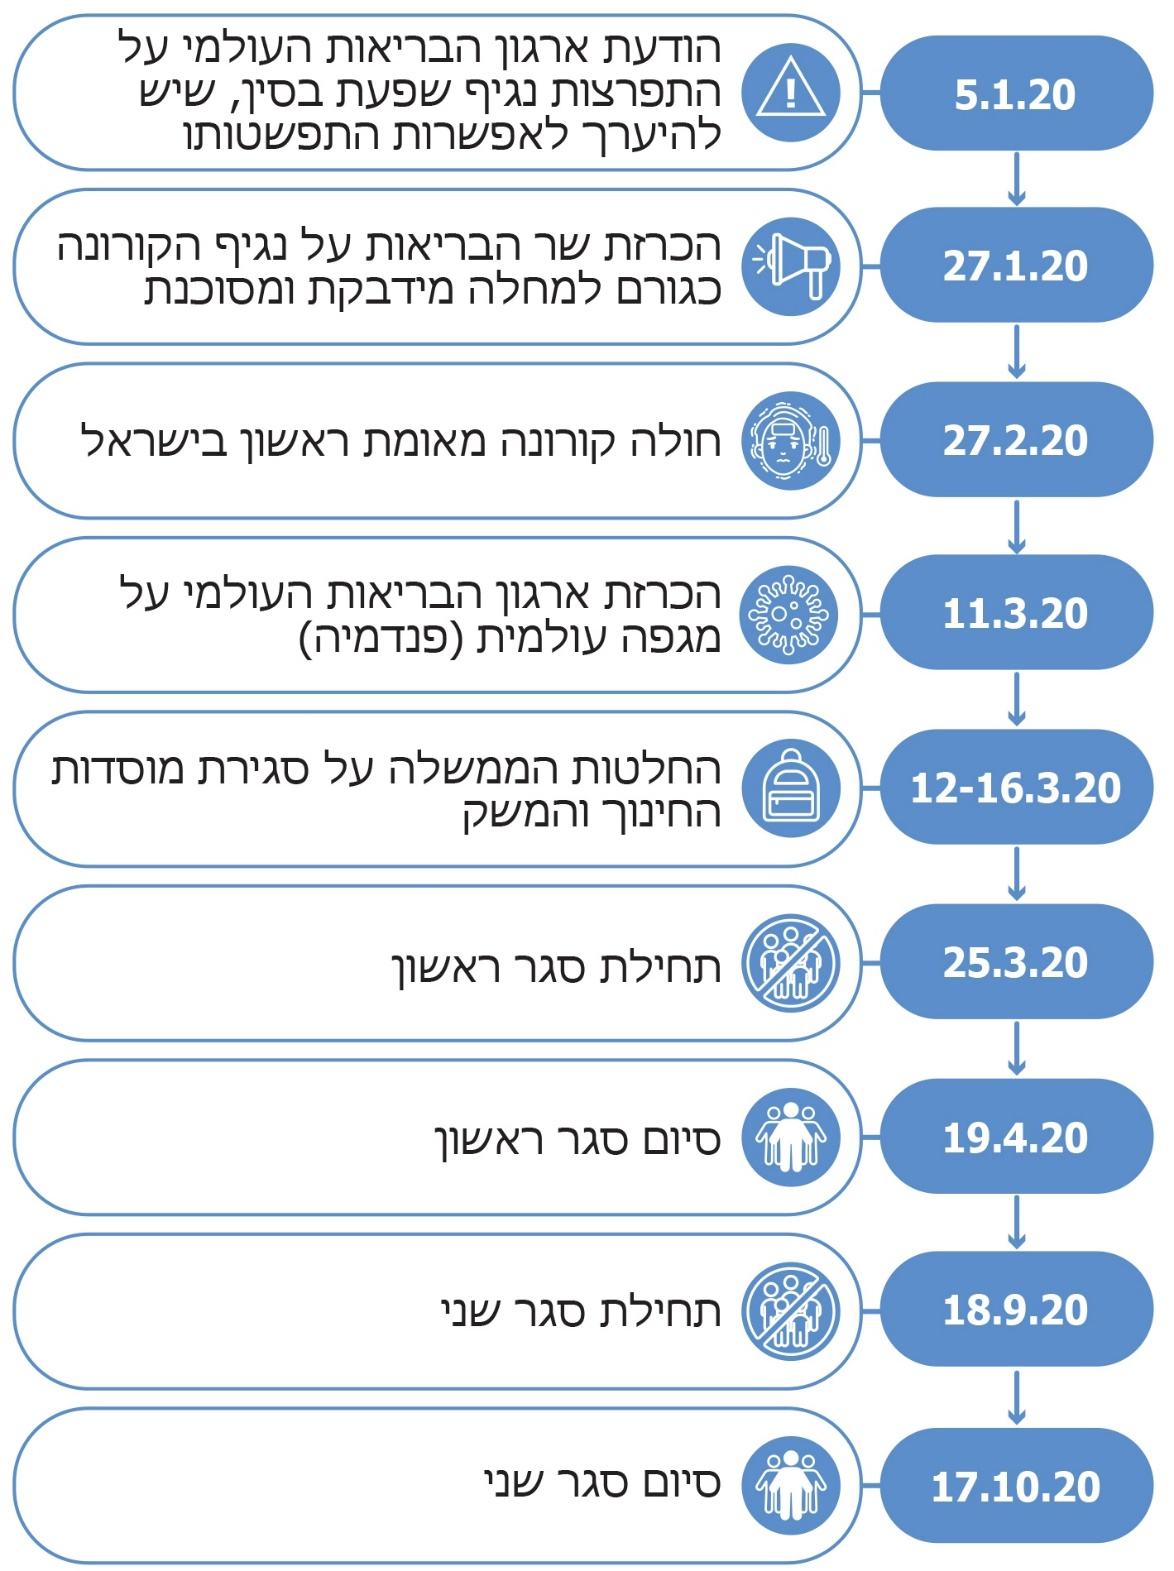 5.1.20
הודעת ארגון הבריאות העולמי על
התפרצות נגיף שפעת בסין, שיש
להיערך לאפשרות התפשטותו
27.1.20
הכרזת שר הבריאות על נגיף הקורונה
כגורם למחלה מידבקת ומסוכנת
27.2.20
חולה קורונה מאומת ראשון בישראל
11.3.20
הכרזת ארגון הבריאות העולמי על
מגפה עולמית (פנדמיה)
12-16.3.20
החלטות הממשלה על סגירת מוסדות
החינוך והמשק
25.3.20
תחילת סגר ראשון
19.4.20
סיום סגר ראשון
18.9.20
תחילת סגר שני
17.10.20
סיום סגר שני